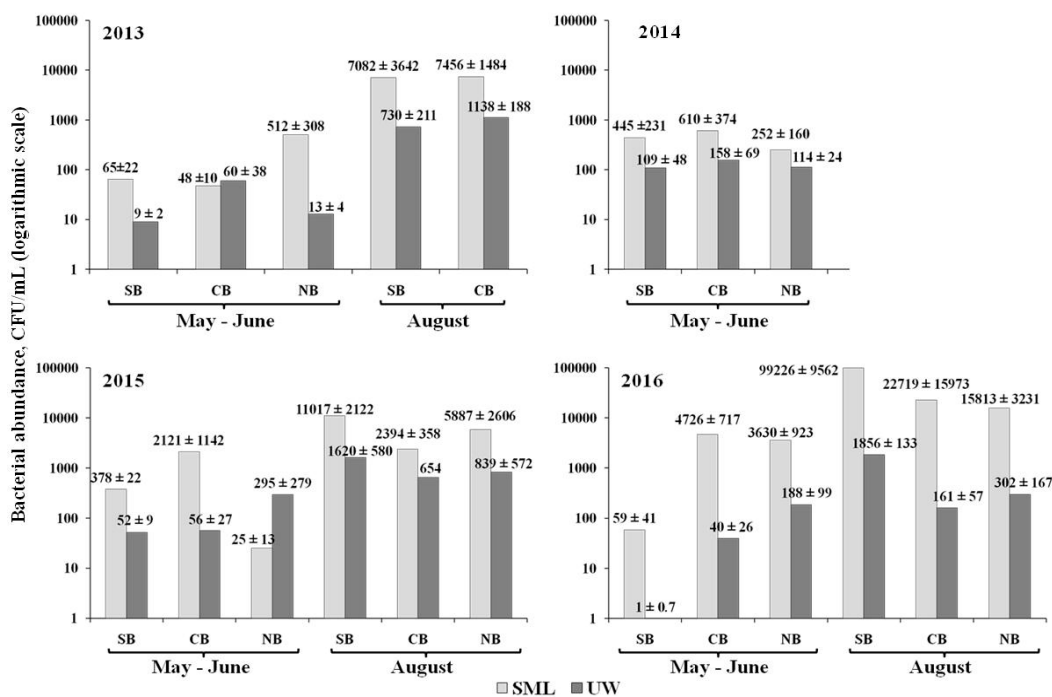 Bacterial abundance, CFU/mL (logarithmic scale)
2013
100000
10000
1000
100
10
1
65±22
9 ± 2
48 ±10
60 ± 38
512 ± 308
13 ± 4
7082 ± 3642
730 ± 211
7456 ± 1484
1138 ± 188
SB CB NB SB CB
May - June August
2014
100000
10000
1000
100
10
1
445 ±231
109 ± 48
610 ± 374
158 ± 69
252 ± 160
114 ± 24
SB CB NB
May - June
2015
100000
10000
1000
100
10
1
378 ± 22
52 ± 9
2121 ± 1142
56 ± 27
25 ± 13
295 ± 279
11017 ± 2122
1620 ± 580
2394 ± 358
654
5887 ± 2606
839 ± 572
SB CB NB SB CB NB
May - June August
2016
100000
10000
1000
100
10
1
59 ± 41
1 ± 0.7
4726 ± 717
40 ± 26
3630 ± 923
188 ± 99
99226 ± 9562
1856 ± 133
22719 ± 15973
161 ± 57
15813 ± 3231
302 ± 167
SB CB NB SB CB NB
May - June August
SML UW